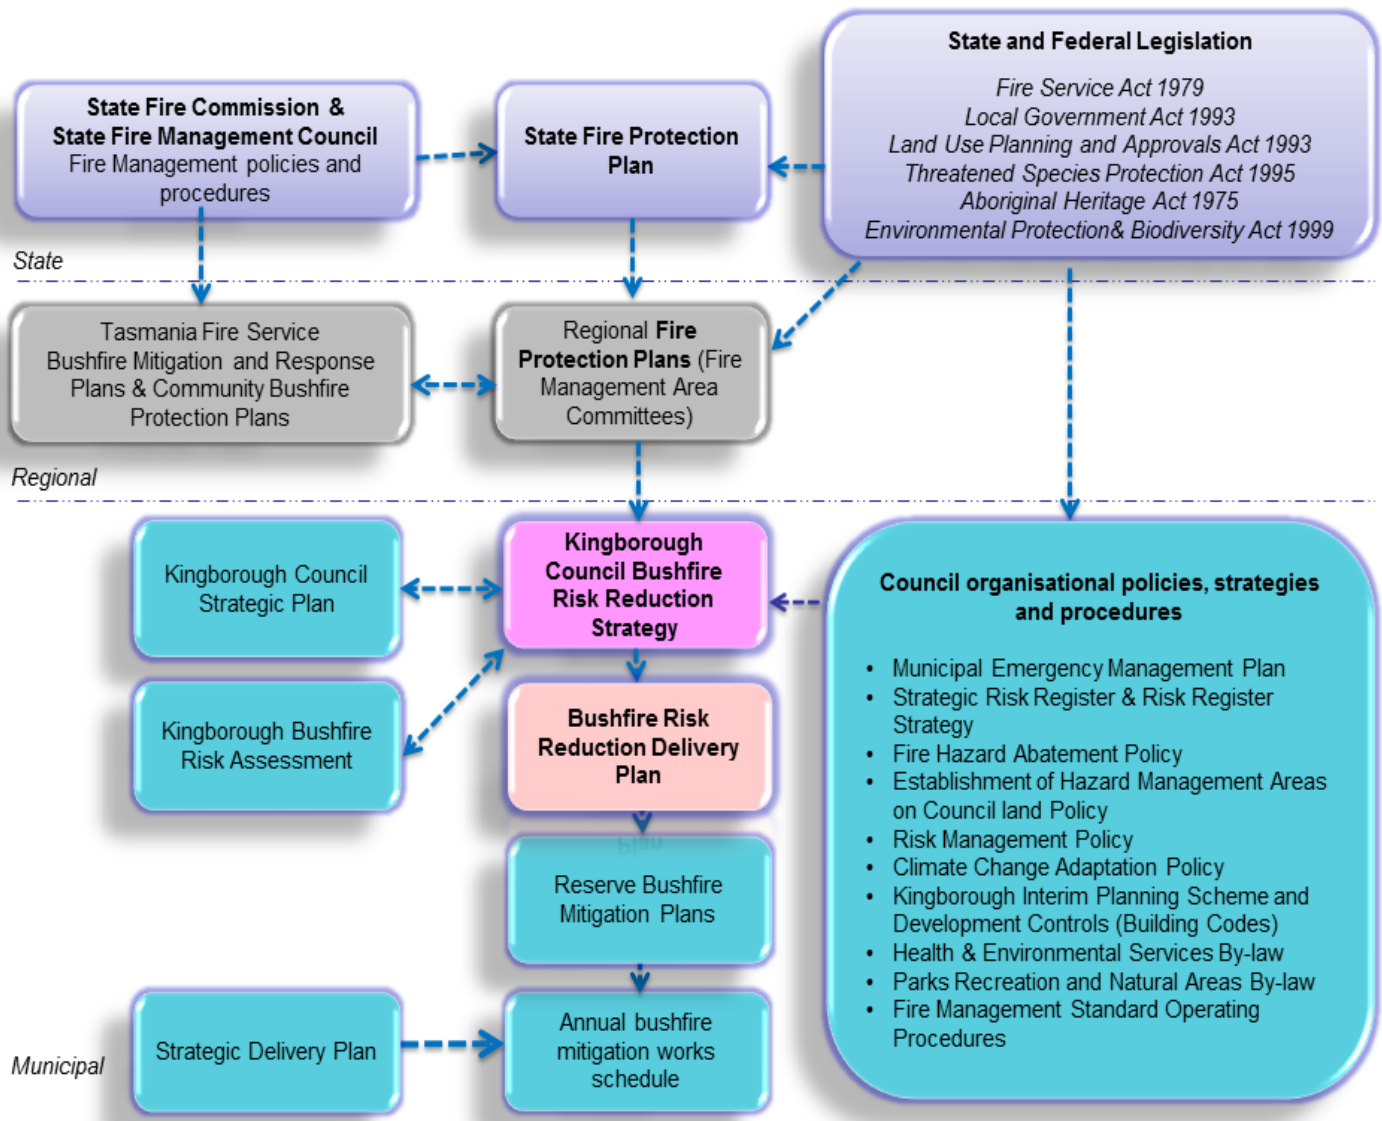 State and Federal Legislation
Fire Service Act 1979
Local Government Act 1993
Land Use Planning and Approvals Act 1993
Threatened Species Protection Act 1995
Aboriginal Heritage Act 1975
Environmental Protection& Biodiversity Act 1999
State Fire Commission &
State Fire Management Council
Fire Management policies and
procedures
State Fire Protection
Plan
State
Tasmania Fire Service
Bushfire Mitigation and Response
Plans & Community Bushfire
Protection Plans
Regional Fire
Protection Plans (Fire
Management Area
Committees)
Regional
Kingborough Council
Strategic Plan
Kingborough
Council Bushfire
Risk Reduction
Strategy
Kingborough Bushfire
Risk Assessment
Bushfire Risk
Reduction Delivery
Plan
Plan
Reserve Bushfire
Mitigation Plans
Strategic Delivery Plan
Annual bushfire
mitigation works
schedule
Council organisational policies, strategies
and procedures
• Municipal Emergency Management Plan
• Strategic Risk Register & Risk Register
Strategy
• Fire Hazard Abatement Policy
• Establishment of Hazard Management Areas
on Council land Policy
• Risk Management Policy
• Climate Change Adaptation Policy
• Kingborough Interim Planning Scheme and
Development Controls (Building Codes)
• Health & Environmental Services By-law
• Parks Recreation and Natural Areas By-law
• Fire Management Standard Operating
Procedures
Municipal